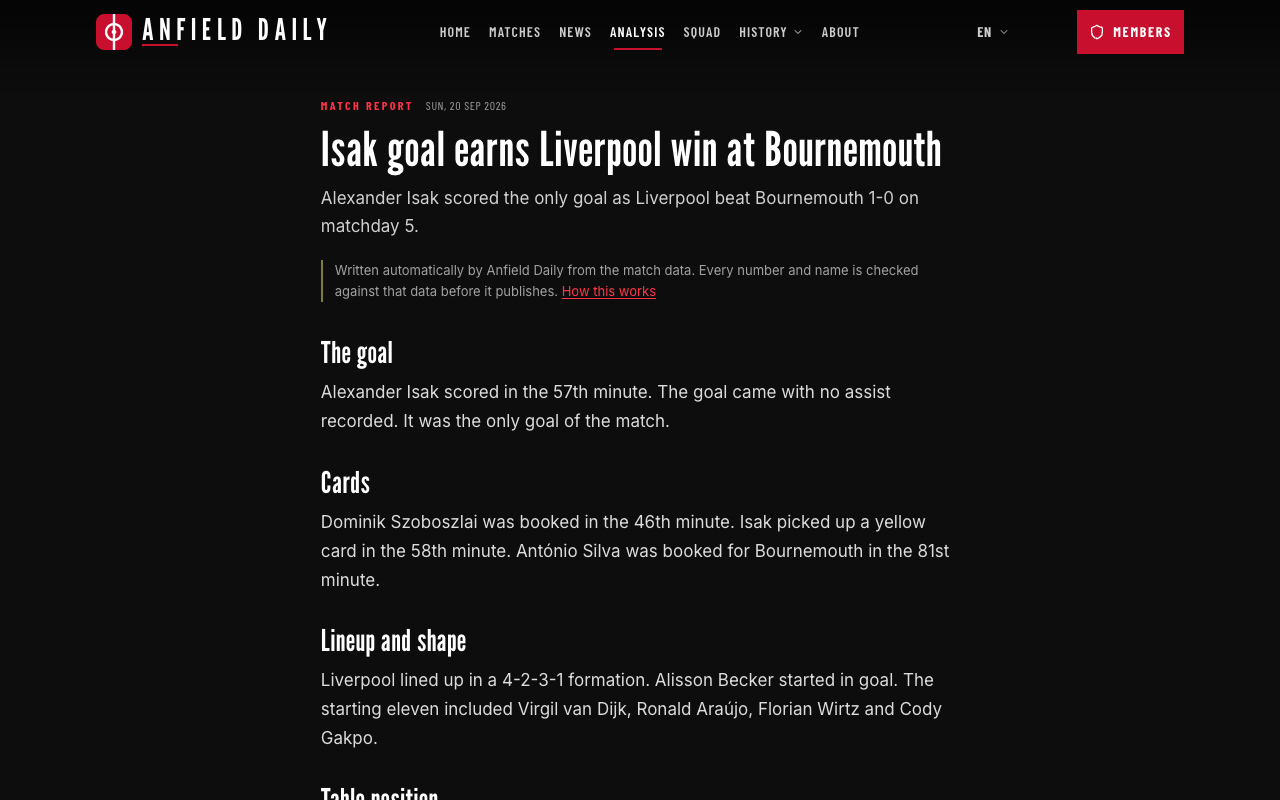 ANFIELD DAILY
HOME MATCHES NEWS ANALYSIS SQUAD HISTORY ABOUT EN MEMBERS
MATCH REPORT SUN, 20 SEP 2026
Isak goal earns Liverpool win at Bournemouth
Alexander Isak scored the only goal as Liverpool beat Bournemouth 1-0 on
matchday 5.
Written automatically by Anfield Daily from the match data. Every number and name is checked
against that data before it publishes. How this works
The goal
Alexander Isak scored in the 57th minute. The goal came with no assist
recorded. It was the only goal of the match.
Cards
Dominik Szoboszlai was booked in the 46th minute. Isak picked up a yellow
card in the 58th minute. António Silva was booked for Bournemouth in the 81st
minute.
Lineup and shape
Liverpool lined up in a 4-2-3-1 formation. Alisson Becker started in goal. The
starting eleven included Virgil van Dijk, Ronald Araújo, Florian Wirtz and Cody
Gakpo.
Table position